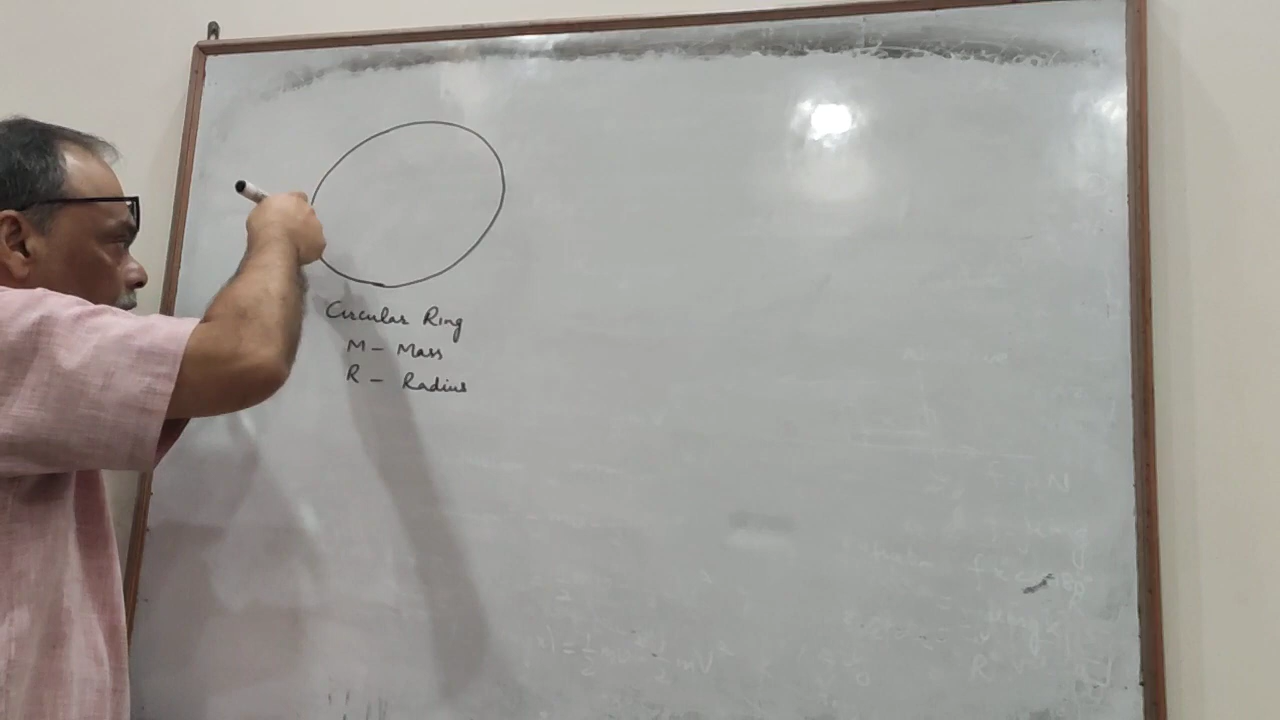 Circular Ring
M - Mass
R - Radius